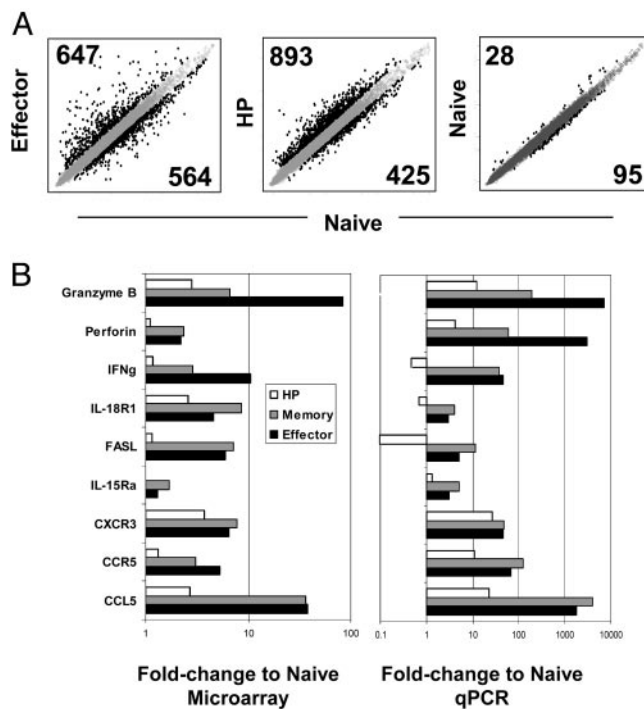 A
Effector
647
564
HP
893
425
Naive
28
95
Naive
B
Granzyme B
Perforin
IFNg
IL-18R1
FASL
IL-15Ra
CXCR3
CCR5
CCL5
HP
Memory
Effector
1 10 100
0.1 1 10 100 1000 10000
Fold-change to Naive
Microarray
Fold-change to Naive
qPCR